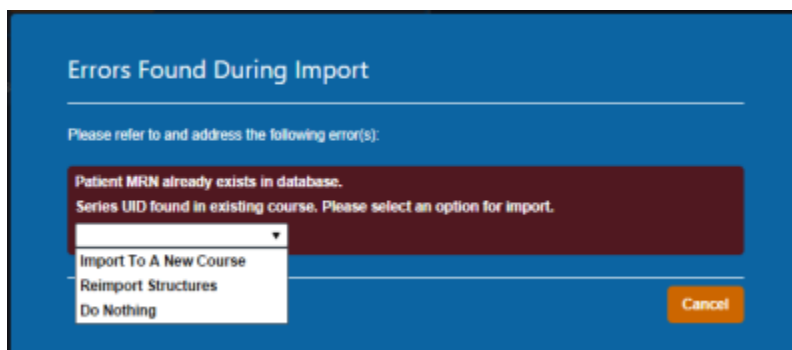 Errors Found During Import
Please refer to and address the following error(s):
Patient MRN already exists in database.
Series UID found in existing course. Please select an option for import.
Import To A New Course
Reimport Structures
Do Nothing
Cancel